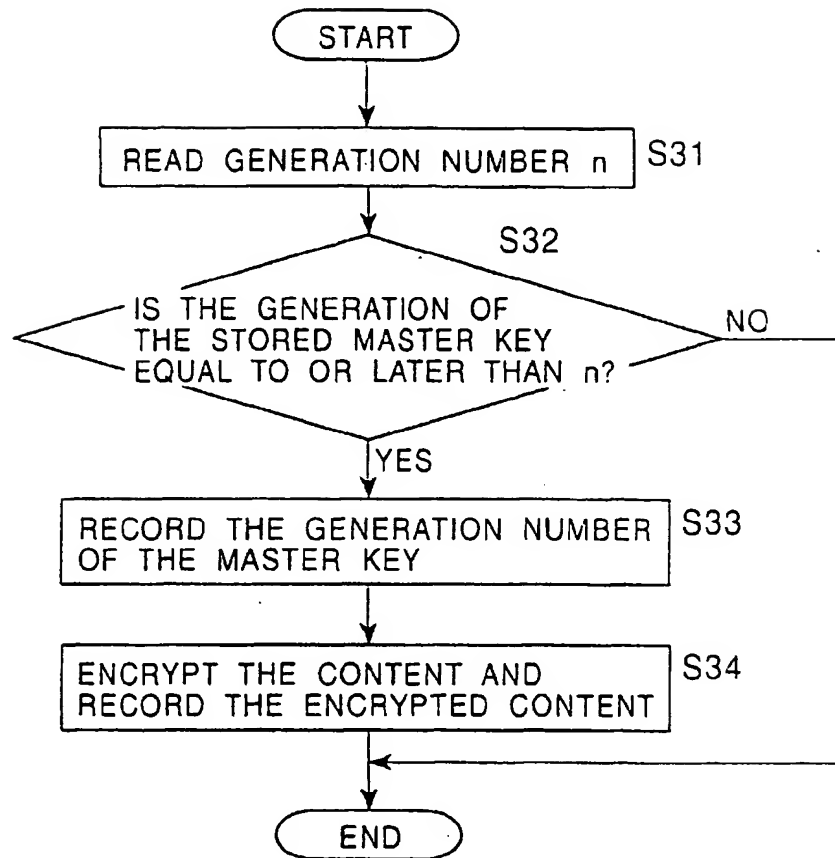 START
READ GENERATION NUMBER n
S31
S32
IS THE GENERATION OF
THE STORED MASTER KEY
EQUAL TO OR LATER THAN n?
NO
YES
RECORD THE GENERATION NUMBER
OF THE MASTER KEY
S33
ENCRYPT THE CONTENT AND
RECORD THE ENCRYPTED CONTENT
S34
END